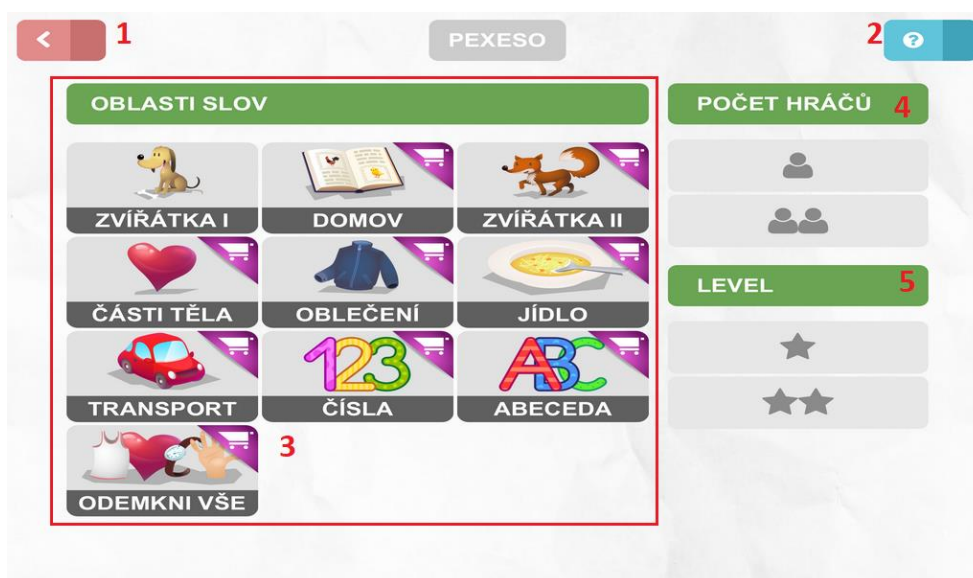 1
PEXESO
2
?
OBLASTI SLOV
ZVÍŘÁTKA I
DOMOV
ZVÍŘÁTKA II
ČÁSTI TĚLA
OBLEČENÍ
JÍDLO
TRANSPORT
123
ČÍSLA
ABC
ABECEDA
ODEMKNI VŠE
3
POČET HRÁČŮ
4
LEVEL
5